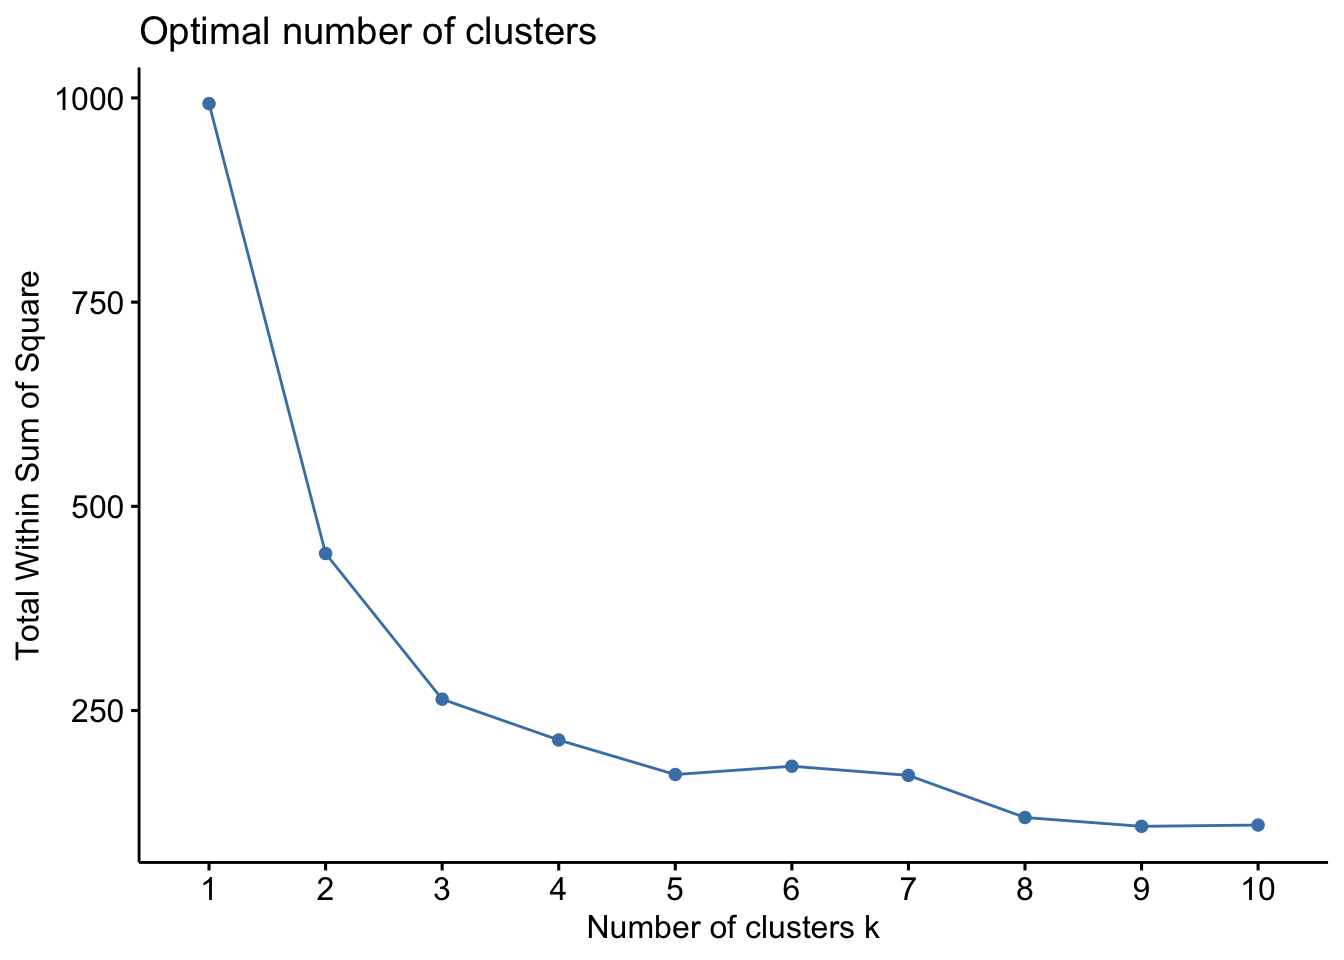 Optimal number of clusters
1000
750
500
250
Total Within Sum of Square
1 2 3 4 5 6 7 8 9 10
Number of clusters k